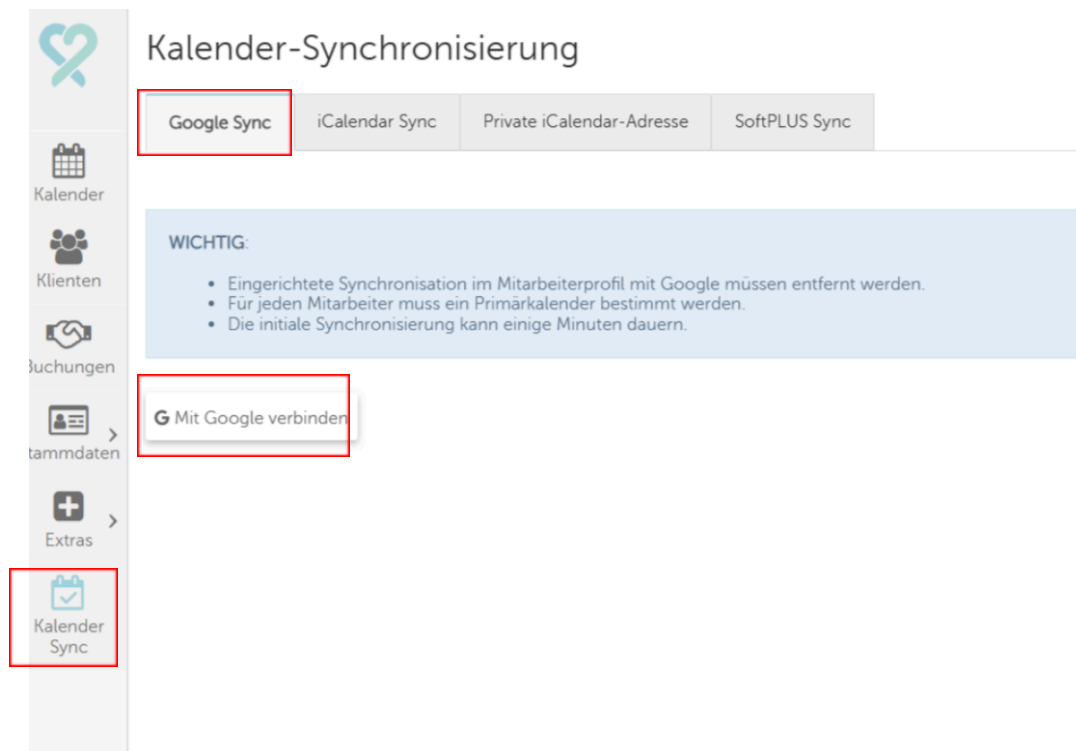 Kalender-Synchronisierung
Google Sync
iCalendar Sync
Private iCalendar-Adresse
SoftPLUS Sync
Kalender
Klienten
Buchungen
tammdaten
Extras
Kalender
Sync
WICHTIG:
Eingerichtete Synchronisation im Mitarbeiterprofil mit Google müssen entfernt werden.
Für jeden Mitarbeiter muss ein Primärkalender bestimmt werden.
Die initiale Synchronisierung kann einige Minuten dauern.
G Mit Google verbinden